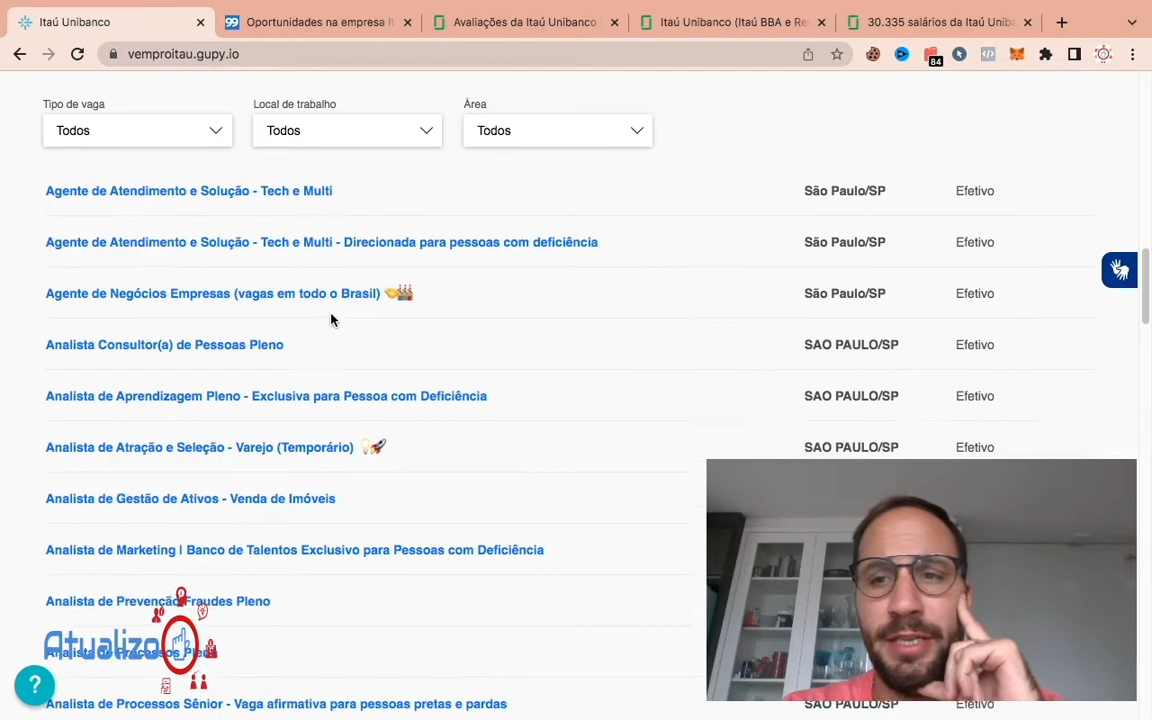 Itaú Unibanco
Oportunidades na empresa I
Avaliações da Itaú Unibanco
Itaú Unibanco (Itaú BBA e Re
30.335 salários da Itaú Uniba
vemproitau.gupy.io
84
Tipo de vaga
Local de trabalho
Área
Todos
Todos
Todos
Agente de Atendimento e Solução - Tech e Multi São Paulo/SP Efetivo
Agente de Atendimento e Solução - Tech e Multi - Direcionada para pessoas com deficiência São Paulo/SP Efetivo
Agente de Negócios Empresas (vagas em todo o Brasil) 🤝🏭 São Paulo/SP Efetivo
Analista Consultor(a) de Pessoas Pleno SAO PAULO/SP Efetivo
Analista de Aprendizagem Pleno - Exclusiva para Pessoa com Deficiência SAO PAULO/SP Efetivo
Analista de Atração e Seleção - Varejo (Temporário) 💡🚀 SAO PAULO/SP Efetivo
Analista de Gestão de Ativos - Venda de Imóveis
Analista de Marketing | Banco de Talentos Exclusivo para Pessoas com Deficiência
Analista de Prevenção Fraudes Pleno
Atualizo
Analista de Processos Pleno
?
Analista de Processos Sênior - Vaga afirmativa para pessoas pretas e pardas SAO PAULO/SP Efetivo